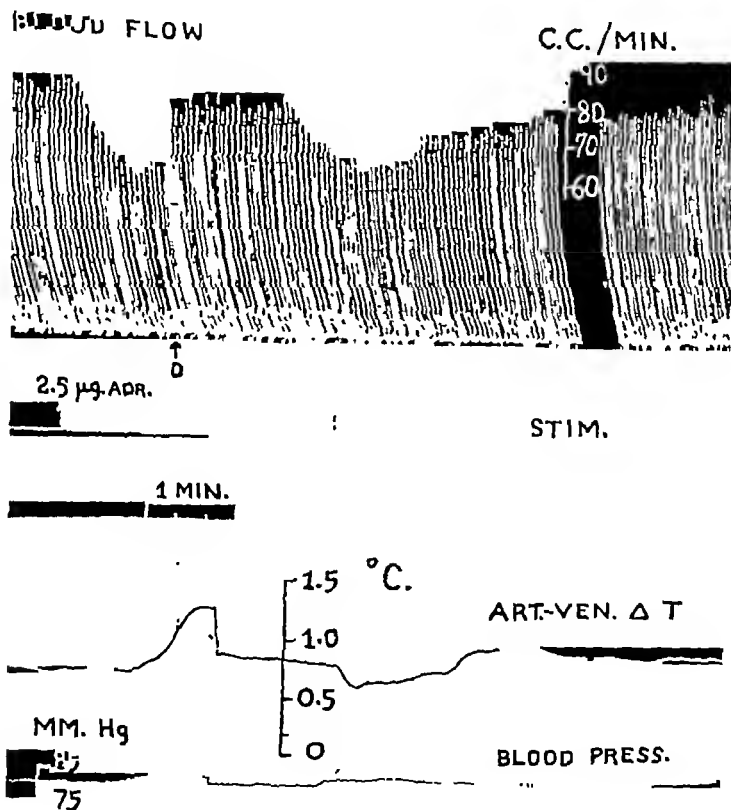 FLOW
C.C./MIN.
90
80
70
60
↑
0
2.5 µg. ADR.
STIM.
1 MIN.
1.5 °C.
1.0
0.5
0
ART.-VEN. Δ T
MM. Hg
75
BLOOD PRESS.